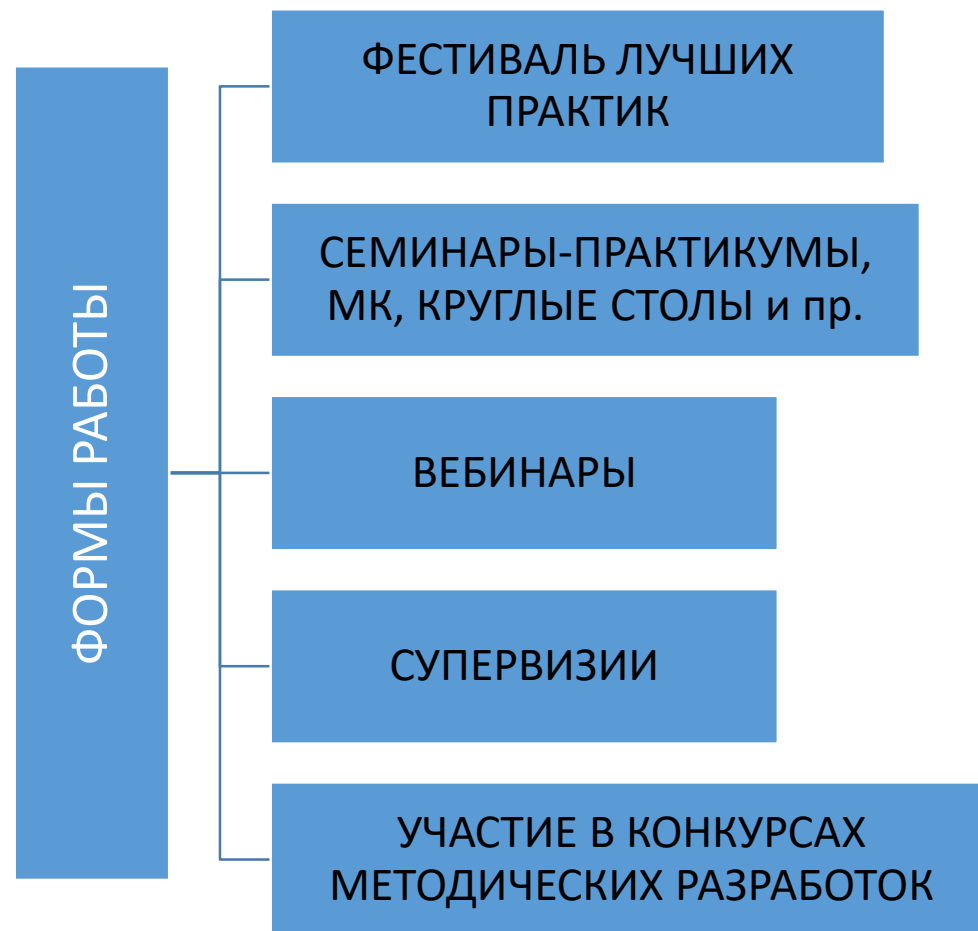 ФОРМЫ РАБОТЫ
ФЕСТИВАЛЬ ЛУЧШИХ
ПРАКТИК
СЕМИНАРЫ-ПРАКТИКУМЫ,
МК, КРУГЛЫЕ СТОЛЫ и пр.
ВЕБИНАРЫ
СУПЕРВИЗИИ
УЧАСТИЕ В КОНКУРСАХ
МЕТОДИЧЕСКИХ РАЗРАБОТОК